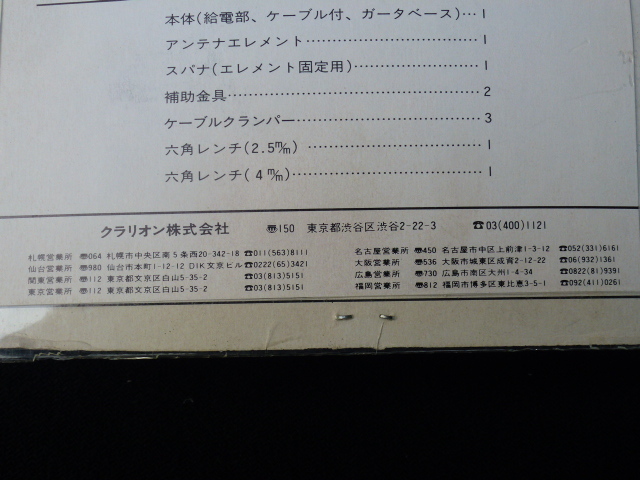 本体(給電部、ケーブル付、ガータベース)…1
アンテナエレメント……………………1
スパナ(エレメント固定用)………………1
補助金具……………………………2
ケーブルクランパー……………………3
六角レンチ(2.5m/m) …………………1
六角レンチ( 4 m/m)……………………1
クラリオン株式会社 〠150 東京都渋谷区渋谷2-22-3 ☎03(400)1121
札幌営業所 〠064 札幌市中央区南5条西20-342-18 ☎011(563)8111
仙台営業所 〠980 仙台市本町1-12-12 DIK文京ビル ☎0222(65)3421
関東営業所 〠112 東京都文京区白山5-35-2 ☎03(813)5151
東京営業所 〠112 東京都文京区白山5-35-2 ☎03(813)5151
名古屋営業所 〠450 名古屋市中区上前津1-3-12 ☎052(331)6161
大阪営業所 〠536 大阪市城東区成育2-12-22 ☎06(932)1361
広島営業所 〠730 広島市南区大州1-4-34 ☎0822(81)9391
福岡営業所 〠812 福岡市博多区東比恵3-5-1 ☎092(411)0261